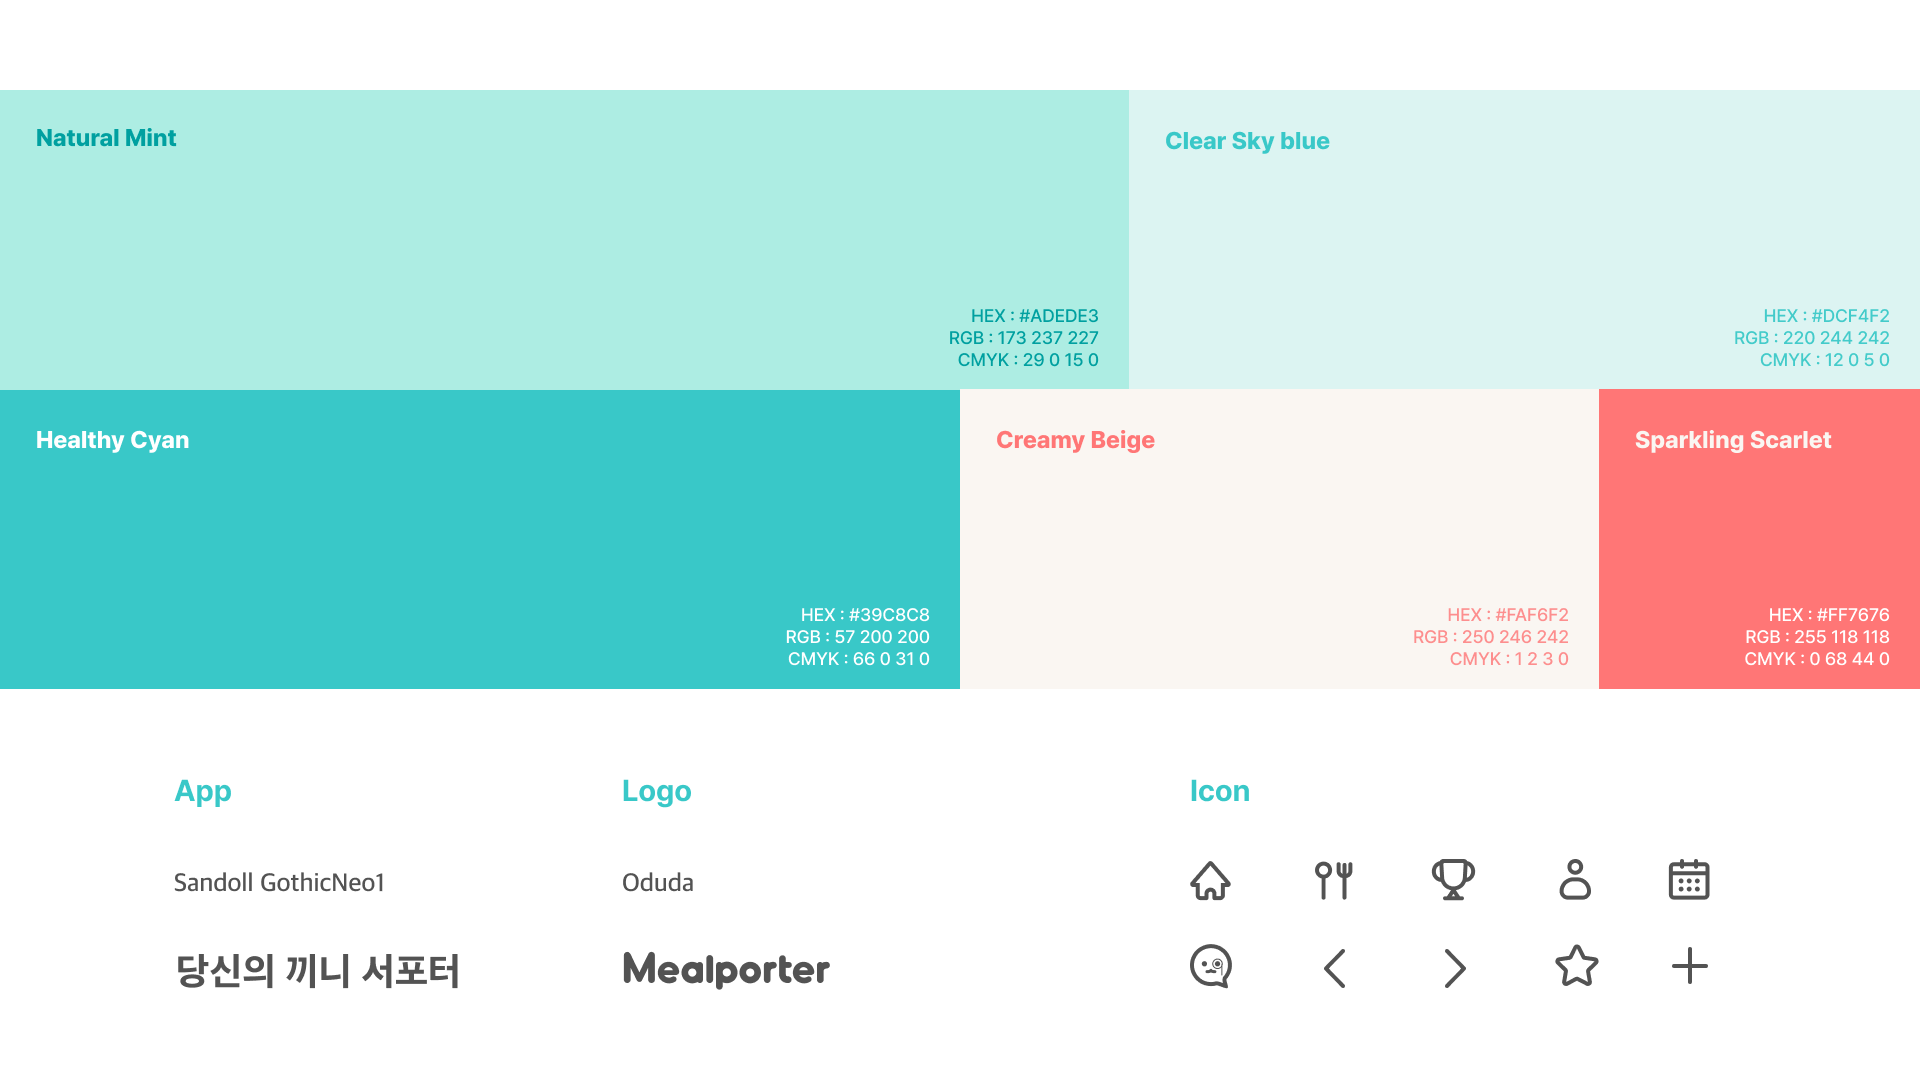 Natural Mint
HEX : #ADEDE3
RGB : 173 237 227
CMYK : 29 0 15 0
Clear Sky blue
HEX : #DCF4F2
RGB : 220 244 242
CMYK : 12 0 5 0
Healthy Cyan
HEX : #39C8C8
RGB : 57 200 200
CMYK : 66 0 31 0
Creamy Beige
HEX : #FAF6F2
RGB : 250 246 242
CMYK : 1 2 3 0
Sparkling Scarlet
HEX : #FF7676
RGB : 255 118 118
CMYK : 0 68 44 0
App
Sandoll GothicNeo1
당신의 끼니 서포터
Logo
Oduda
Mealporter
Icon